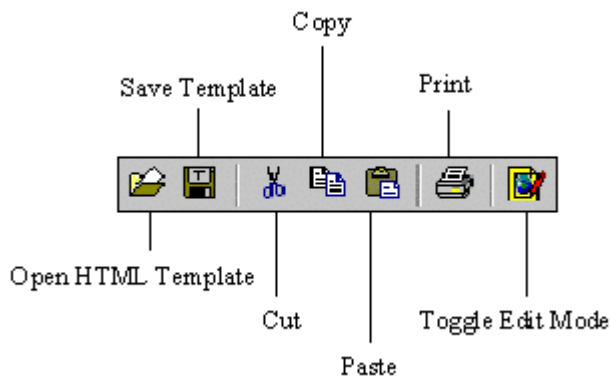 Copy
Save Template
Print
T
Open HTML Template
Cut
Toggle Edit Mode
Paste